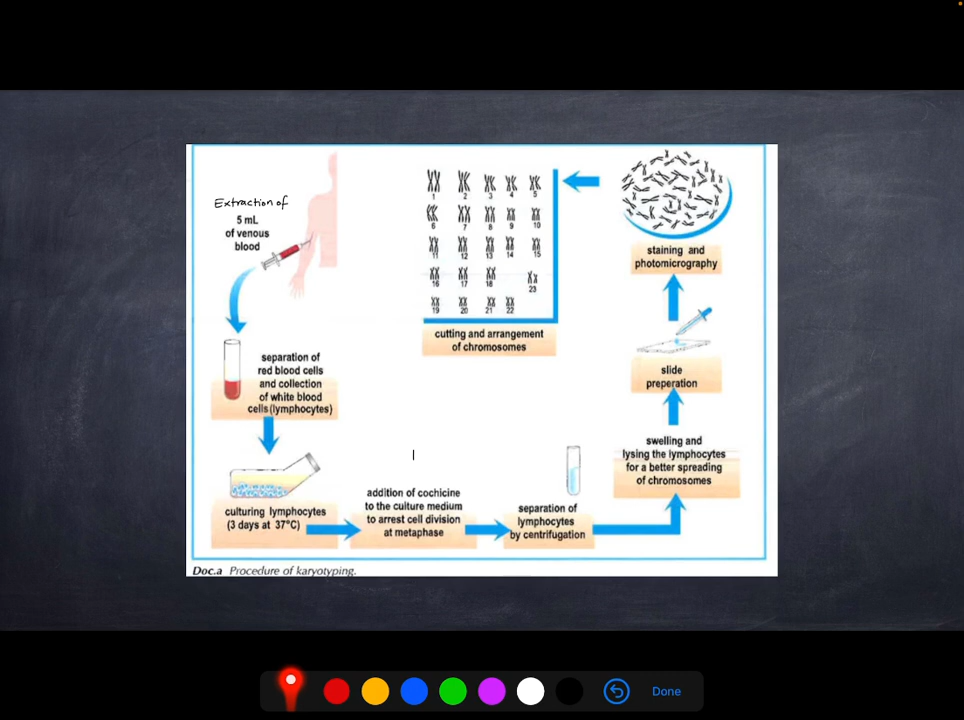 Extraction of
5 mL
of venous
blood
separation of
red blood cells
and collection
of white blood
cells (lymphocytes)
culturing lymphocytes
(3 days at 37°C)
addition of cochicine
to the culture medium
to arrest cell division
at metaphase
separation of
lymphocytes
by centrifugation
swelling and
lysing the lymphocytes
for a better spreading
of chromosomes
slide
preperation
staining and
photomicrography
1 2 3 4 5
6 7 8 9 10
11 12 13 14 15
16 17 18 23
19 20 21 22
cutting and arrangement
of chromosomes
Doc.a Procedure of karyotyping.
Done